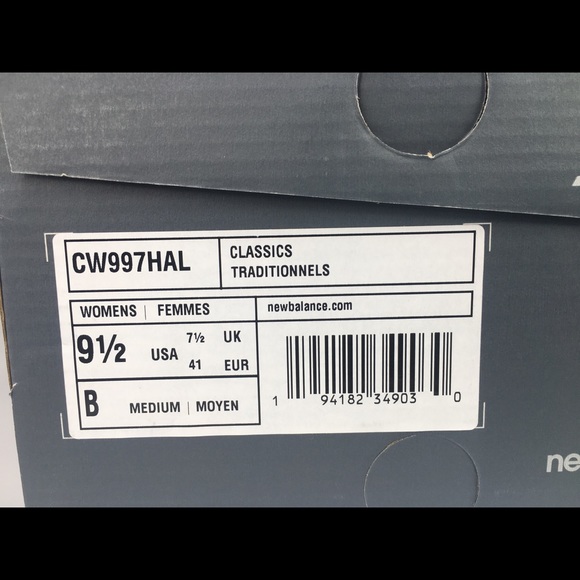 CW997HAL
CLASSICS
TRADITIONNELS
WOMENS | FEMMES
newbalance.com
9½ USA 7½ UK
41 EUR
B MEDIUM | MOYEN
1 94182 34903 0
ne